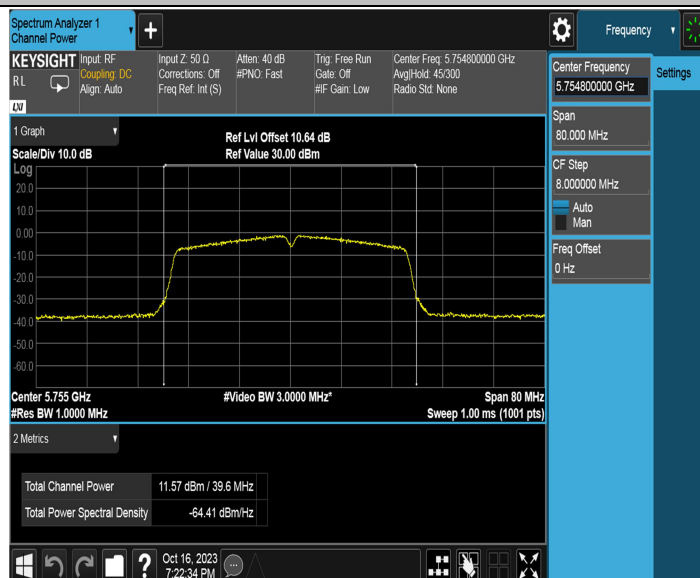 Spectrum Analyzer 1
Channel Power
Frequency
KEYSIGHT
R L
LXI
Input: RF
Coupling: DC
Align: Auto
Input Z: 50 Ω
Corrections: Off
Freq Ref: Int (S)
Atten: 40 dB
#PNO: Fast
Trig: Free Run
Gate: Off
#IF Gain: Low
Center Freq: 5.754800000 GHz
Avg|Hold: 45/300
Radio Std: None
Center Frequency
5.754800000 GHz
Settings
Span
80.000 MHz
CF Step
8.000000 MHz
Auto
Man
Freq Offset
0 Hz
1 Graph
Scale/Div 10.0 dB
Ref Lvl Offset 10.64 dB
Ref Value 30.00 dBm
Log
20.0
10.0
0.00
-10.0
-20.0
-30.0
-40.0
-50.0
-60.0
Center 5.755 GHz
#Video BW 3.0000 MHz*
Span 80 MHz
#Res BW 1.0000 MHz
Sweep 1.00 ms (1001 pts)
2 Metrics
Total Channel Power 11.57 dBm / 39.6 MHz
Total Power Spectral Density -64.41 dBm/Hz
?
Oct 16, 2023
7:22:34 PM